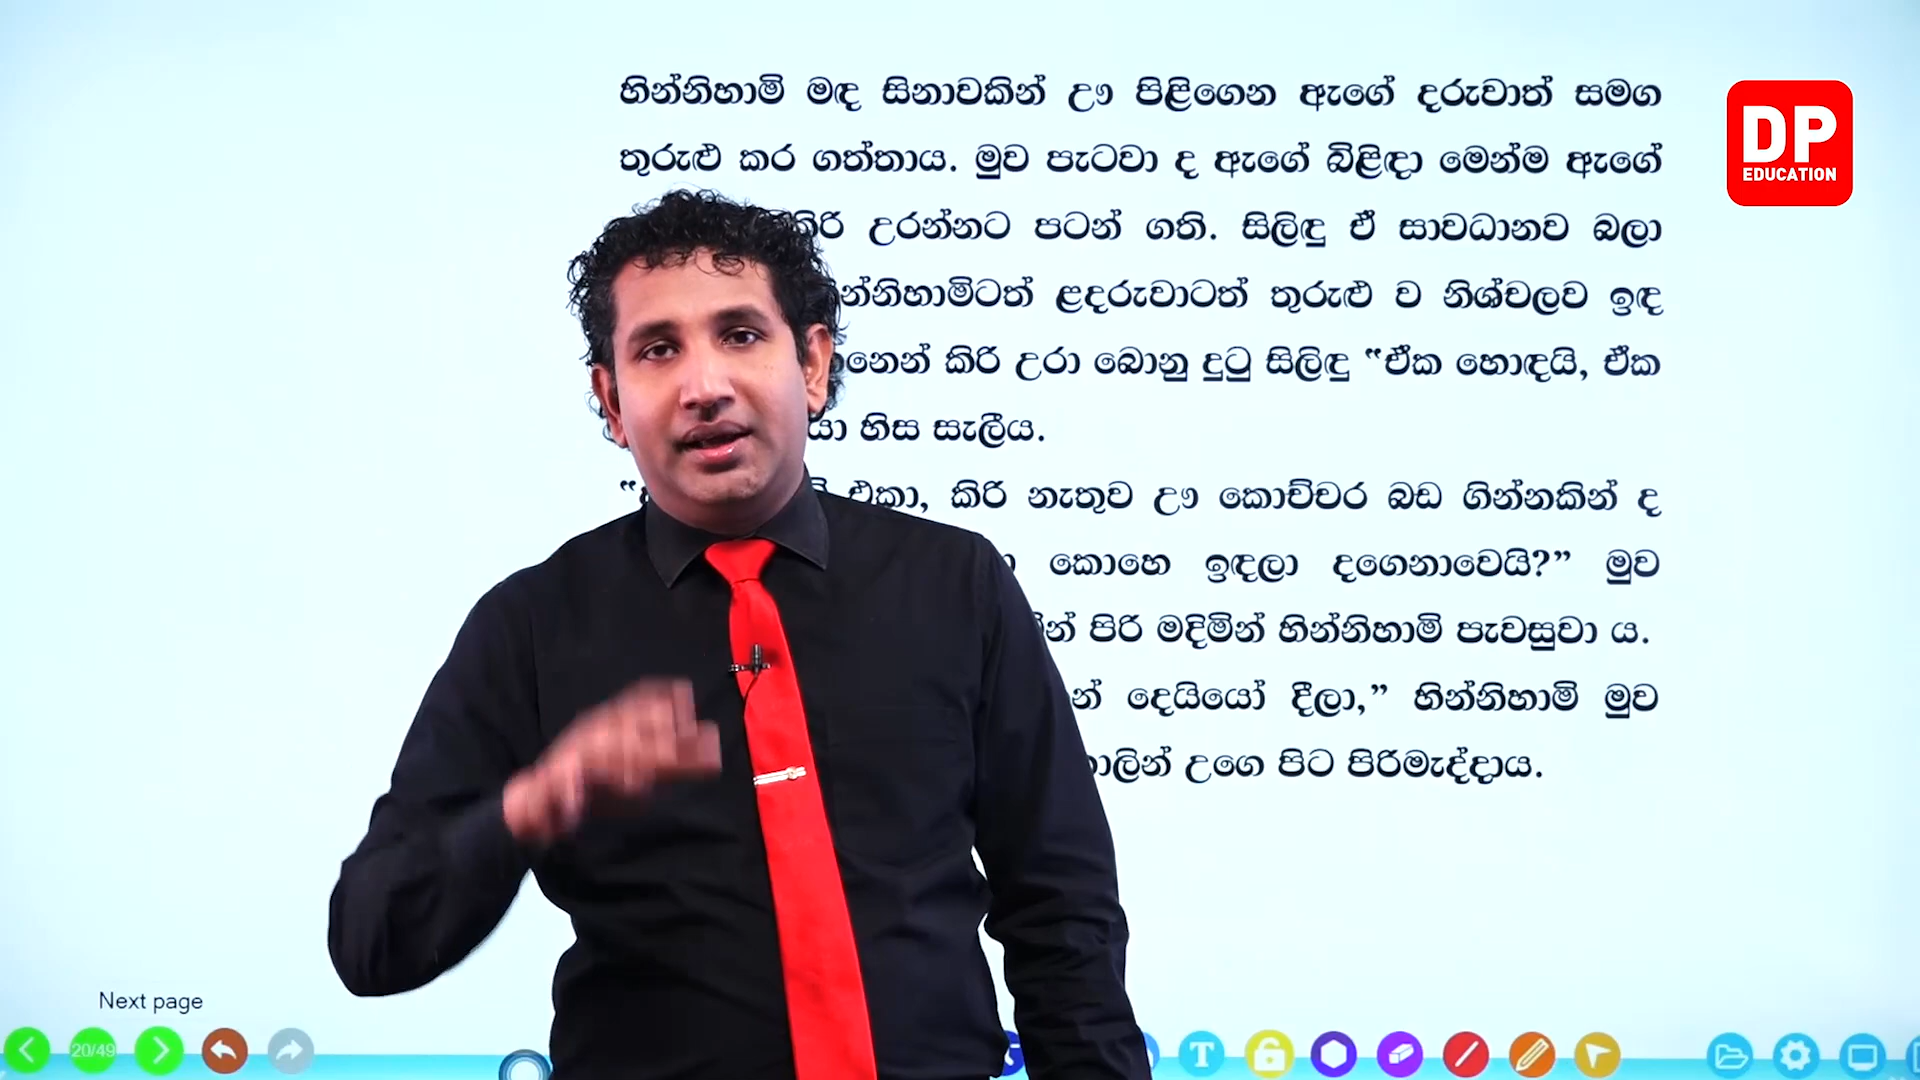 හින්නිහාමි මඳ සිනාවකින් ඌ පිළිගෙන ඇගේ දරුවාත් සමග
තුරුළු කර ගත්තාය. මුව පැටවා ද ඇගේ බිළිඳා මෙන්ම ඇගේ
උරන්නට පටන් ගති. සිලිඳු ඒ සාවධානව බලා
ළදරුවාටත් තුරුළු ව නිශ්චලව ඉඳ
කිරි උරා බොනු දුටු සිලිඳු “ඒක හොඳයි, ඒක
හිස සැලීය.
එකා, කිරි නැතුව ඌ කොච්චර බඩ ගින්නකින් ද
කොහෙ ඉඳලා දගෙනාවෙයි?” මුව
පිරි මදිමින් හින්නිහාමි පැවසුවා ය.
දෙයියෝ දීලා,” හින්නිහාමි මුව
උගෙ පිට පිරිමැද්දාය.
DP
EDUCATION
Next page
20/49
T